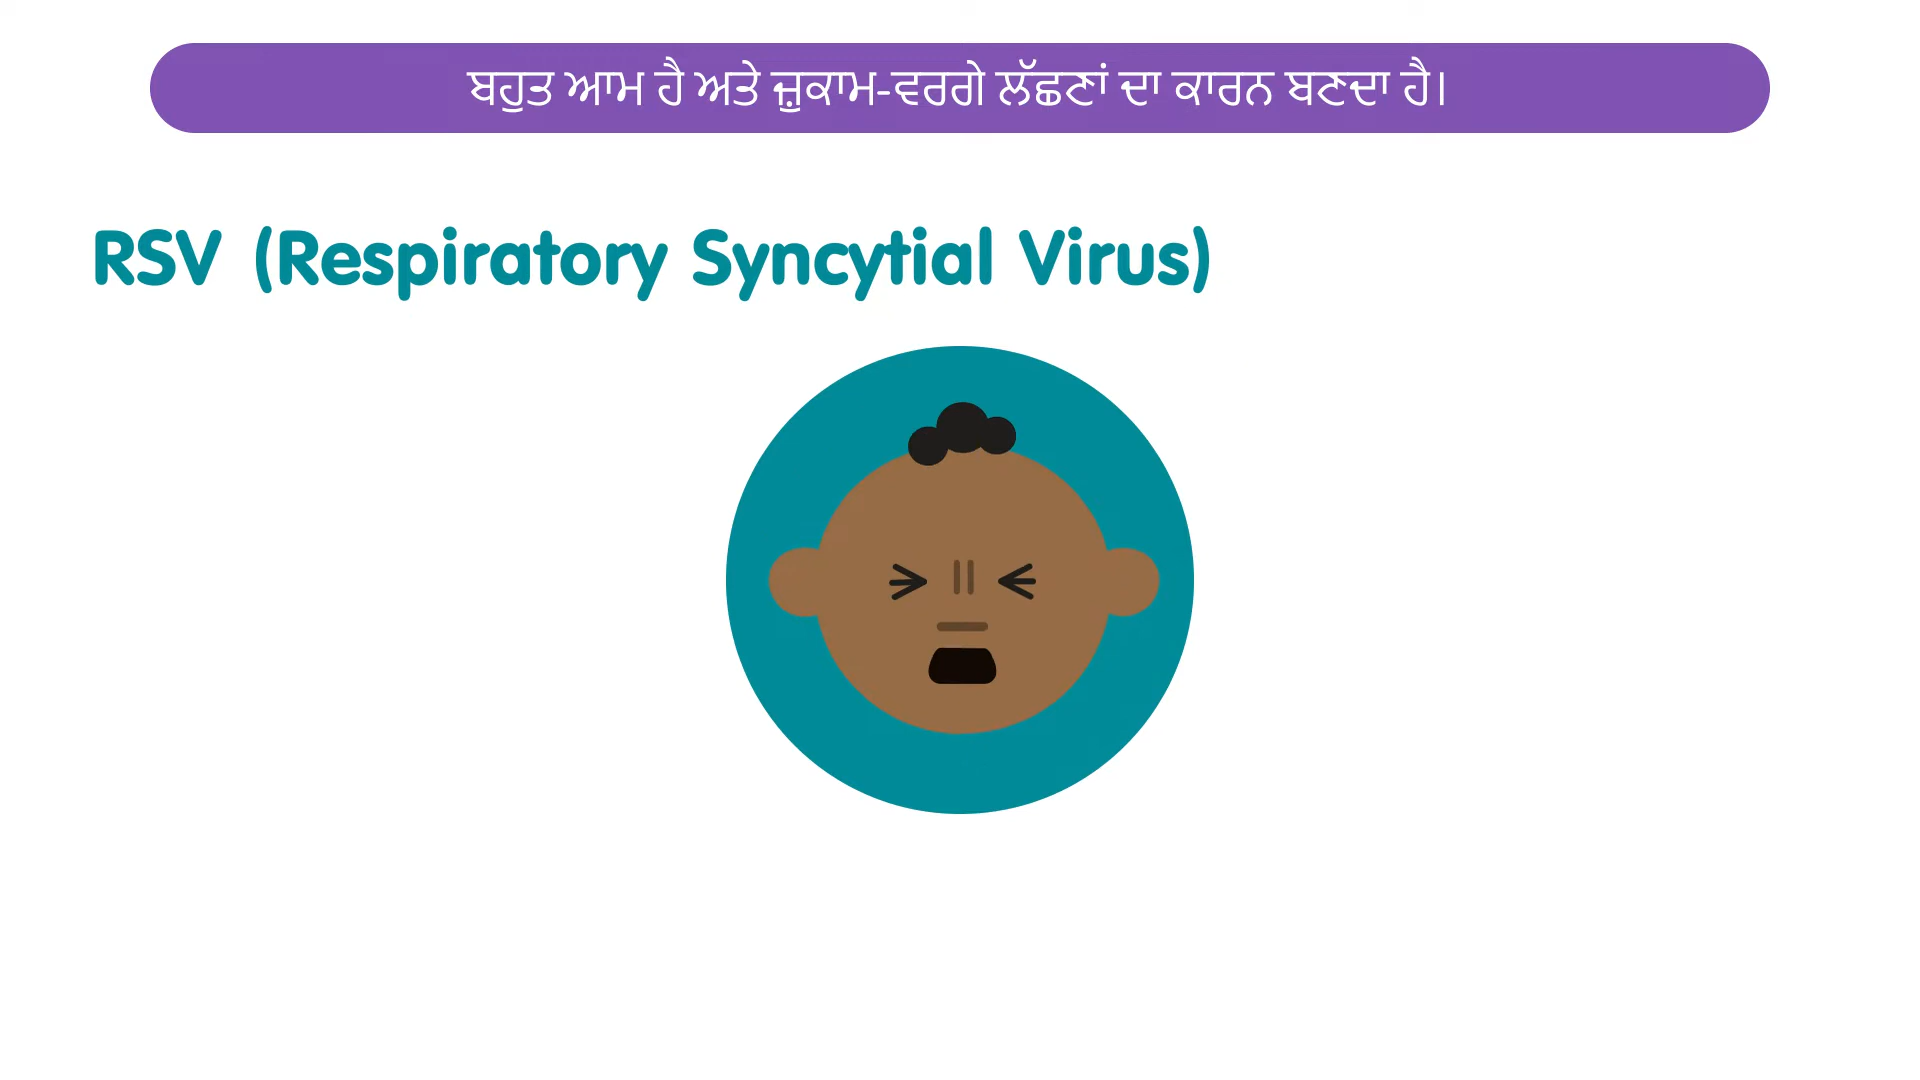 ਬਹੁਤ ਆਮ ਹੈ ਅਤੇ ਜ਼ੁਕਾਮ-ਵਰਗੇ ਲੱਛਣਾਂ ਦਾ ਕਾਰਨ ਬਣਦਾ ਹੈ।
RSV (Respiratory Syncytial Virus)